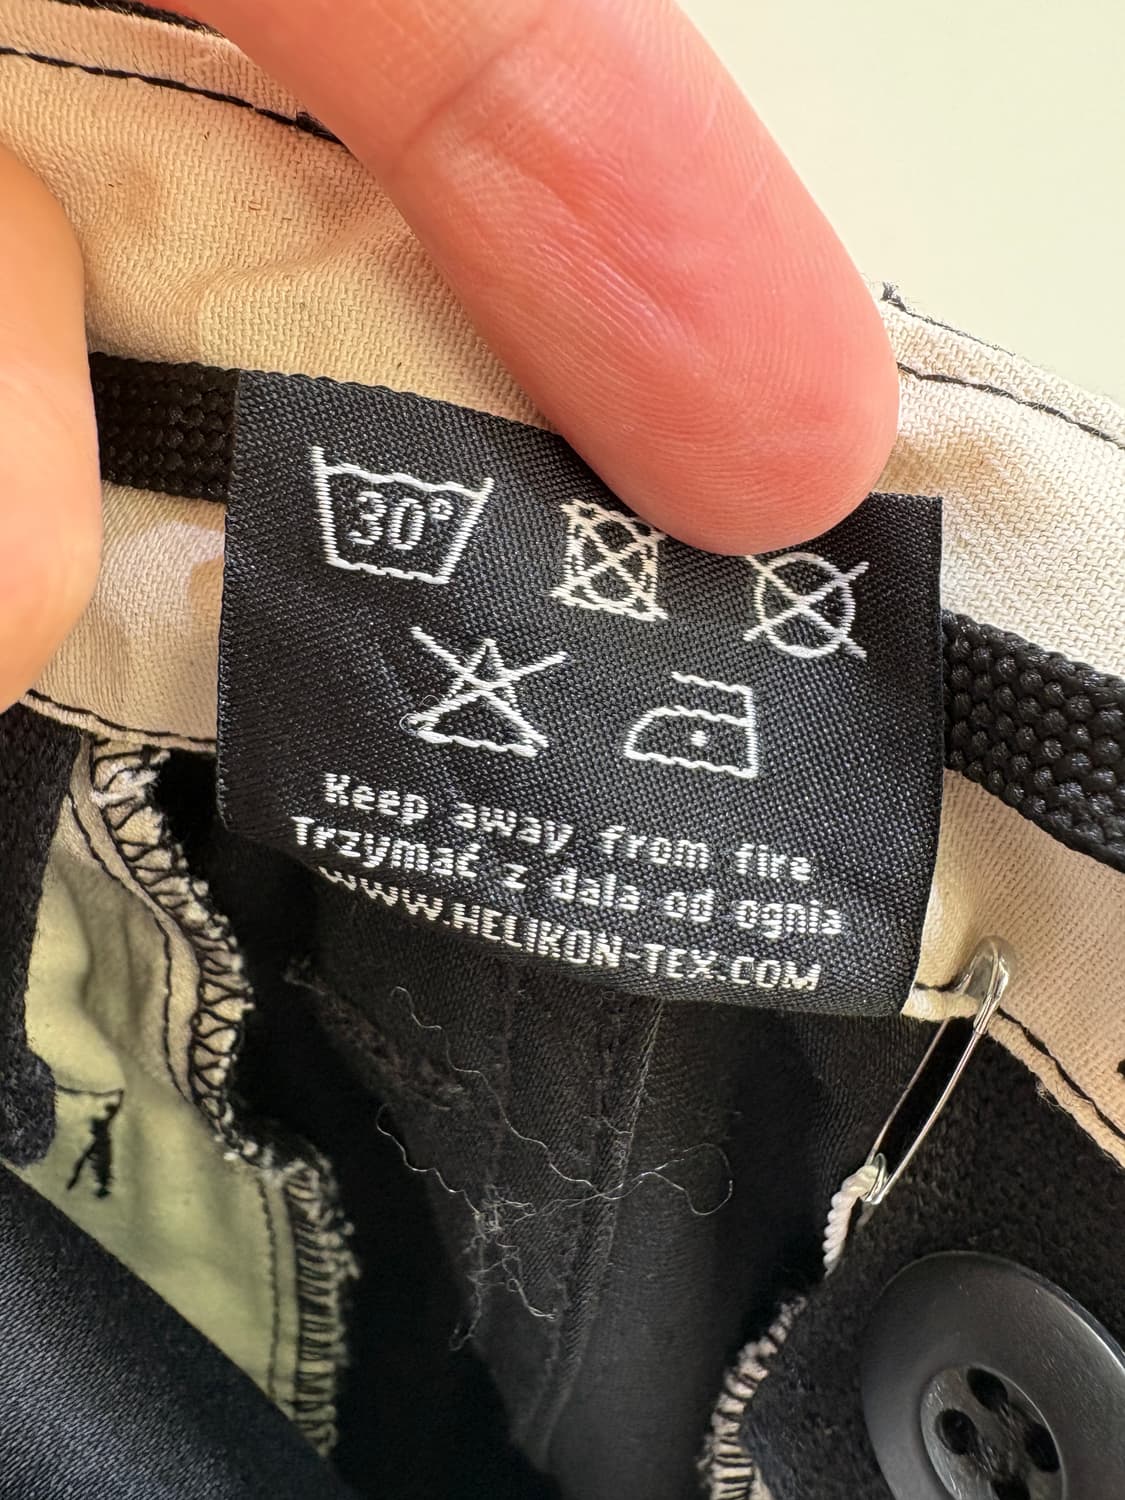 30°
Keep away from fire
Trzymać z dala od ognia
WWW.HELIKON-TEX.COM